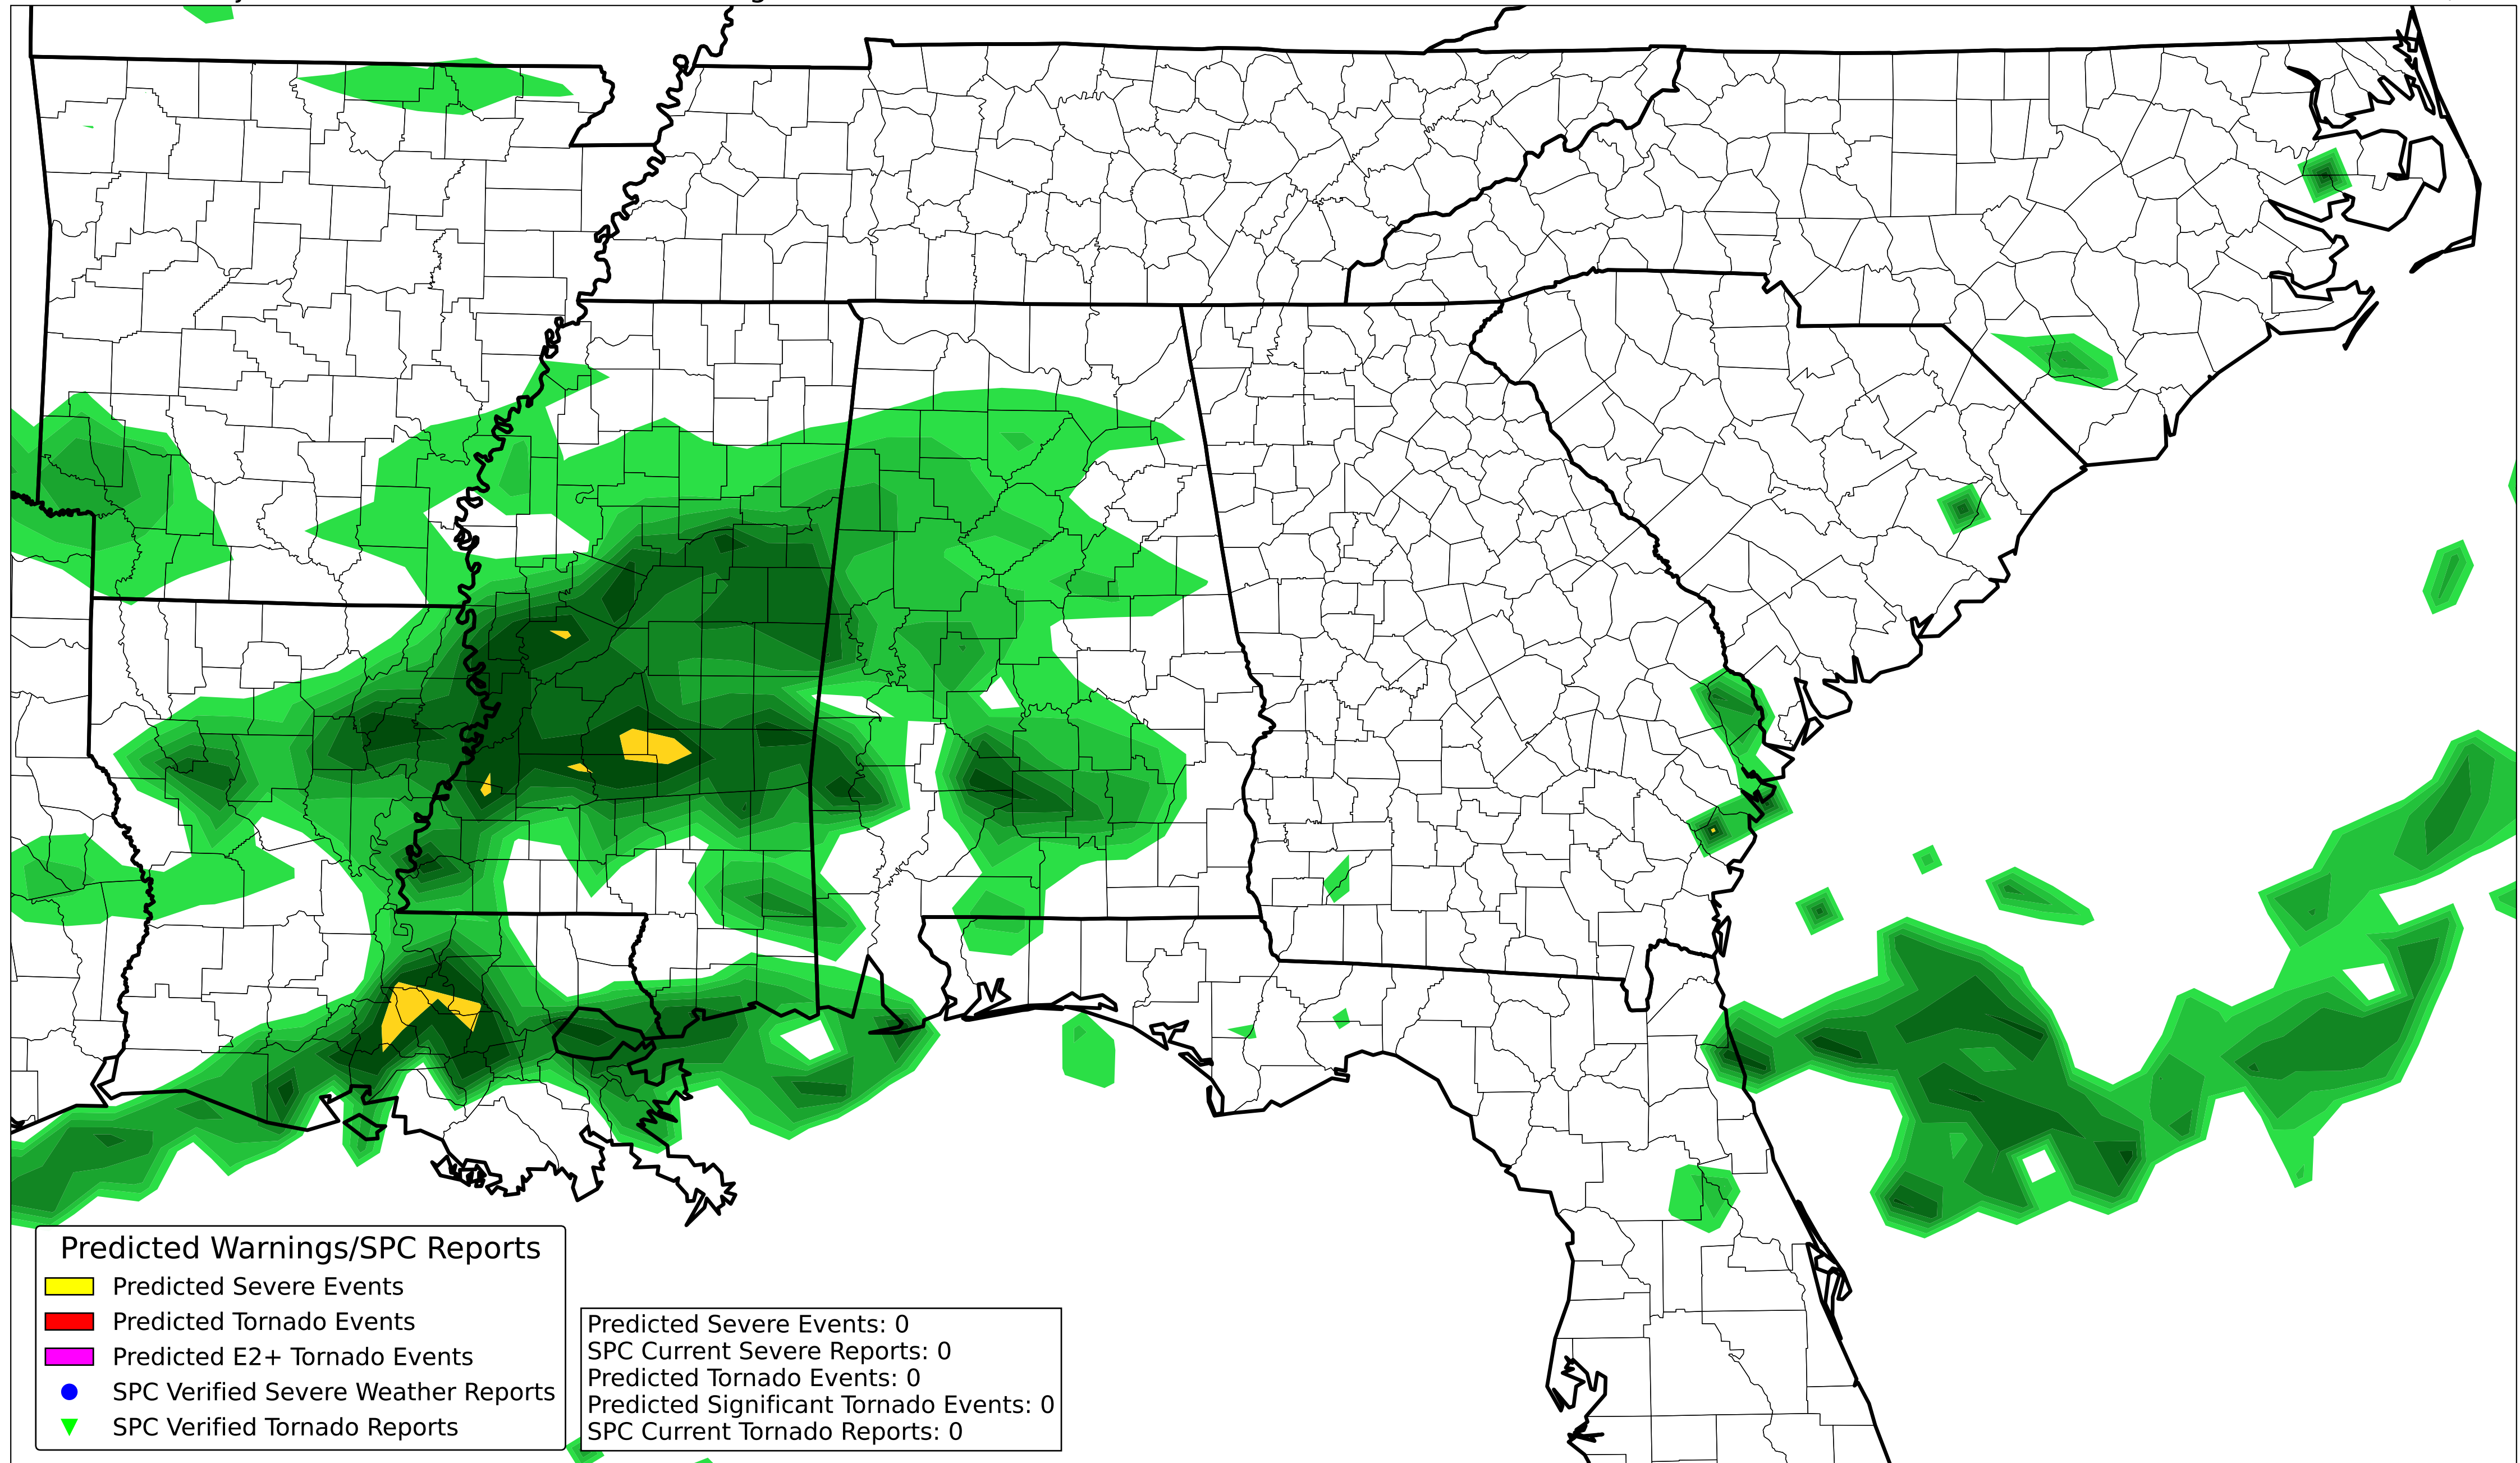 Predicted Warnings/SPC Reports
Predicted Severe Events
Predicted Tornado Events
Predicted E2+ Tornado Events
SPC Verified Severe Weather Reports
SPC Verified Tornado Reports
Predicted Severe Events: 0
SPC Current Severe Reports: 0
Predicted Tornado Events: 0
Predicted Significant Tornado Events: 0
SPC Current Tornado Reports: 0